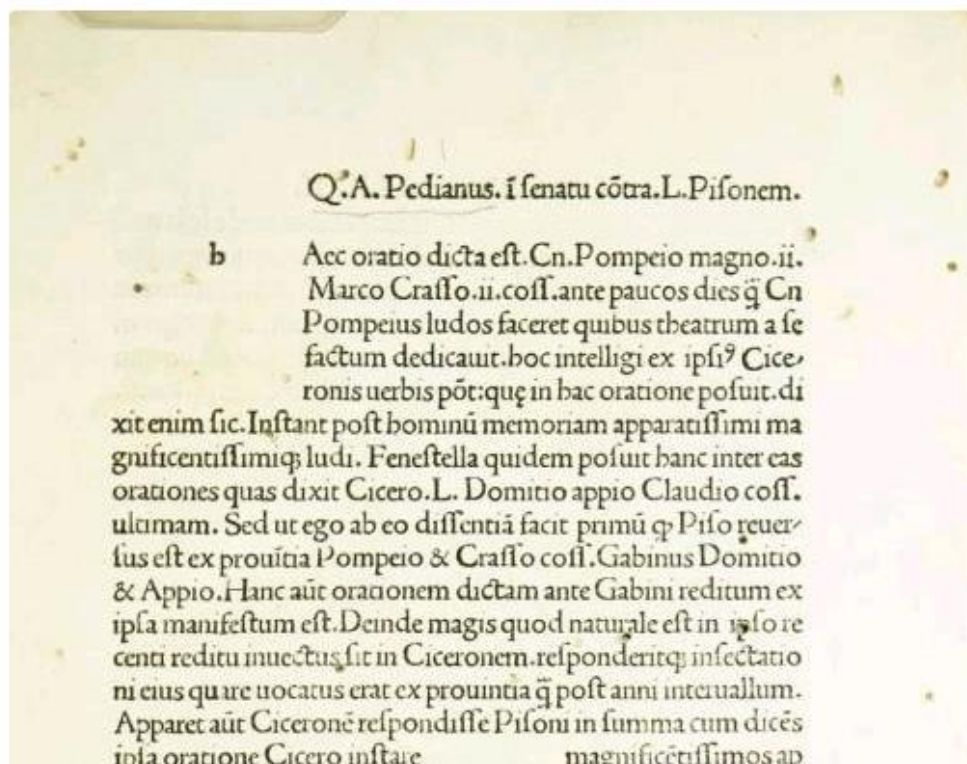 Q. A. Pedianus. ī ſenatu cōtra. L. Piſonem.
b Aec oratio dicta eſt. Cn. Pompeio magno. ii.
Marco Craſſo. ii. coſſ. ante paucos dies q̄̈ Cn
Pompeius ludos faceret quibus theatrum a ſe
factum dedicauit. hoc intelligi ex ipſiꝰ Cice-
ronis uerbis pōt: quę in hac oratione poſuit. di
xit enim ſic. Inſtant poſt hominū memoriam apparatiſſimi ma
gnificentiſſimiqꝫ ludi. Feneſtella quidem poſuit hanc inter eas
orationes quas dixit Cicero. L. Domitio appio Claudio coſſ.
ultimam. Sed ut ego ab eo diſſentiā facit primū ꝙ Piſo reuer-
ſus eſt ex prouītia Pompeio & Craſſo coſſ. Gabinus Domitio
& Appio. Hanc aūt orationem dictam ante Gabini reditum ex
ipſa manifeſtum eſt. Deinde magis quod naturale eſt in ipſo re
centi reditu inuectus ſit in Ciceronem. reſponderitqꝫ inſectatio
ni eius quare uocatus erat ex prouintia q̄̈ poſt anni interuallum.
Apparet aūt Ciceronē reſpondiſſe Piſoni in ſumma cum dicēs
ipſa oratione Cicero inſtare magnificētiſſimos ap